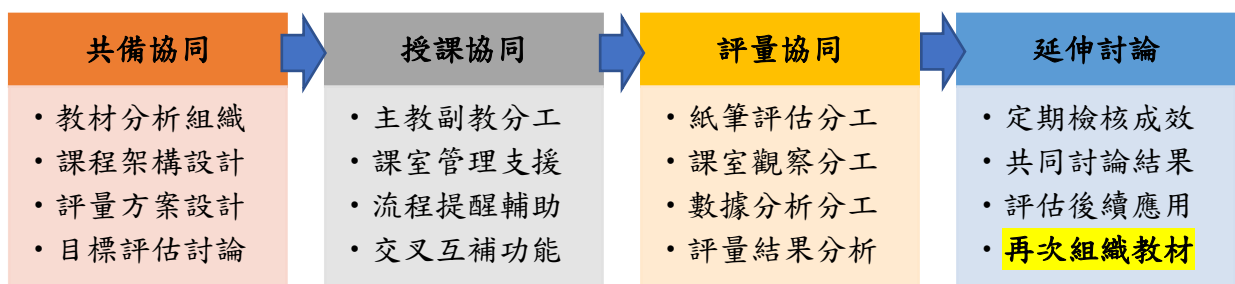 共備協同
・教材分析組織
・課程架構設計
・評量方案設計
・目標評估討論
授課協同
・主教副教分工
・課室管理支援
・流程提醒輔助
・交叉互補功能
評量協同
・紙筆評估分工
・課室觀察分工
・數據分析分工
・評量結果分析
延伸討論
・定期檢核成效
・共同討論結果
・評估後續應用
・再次組織教材